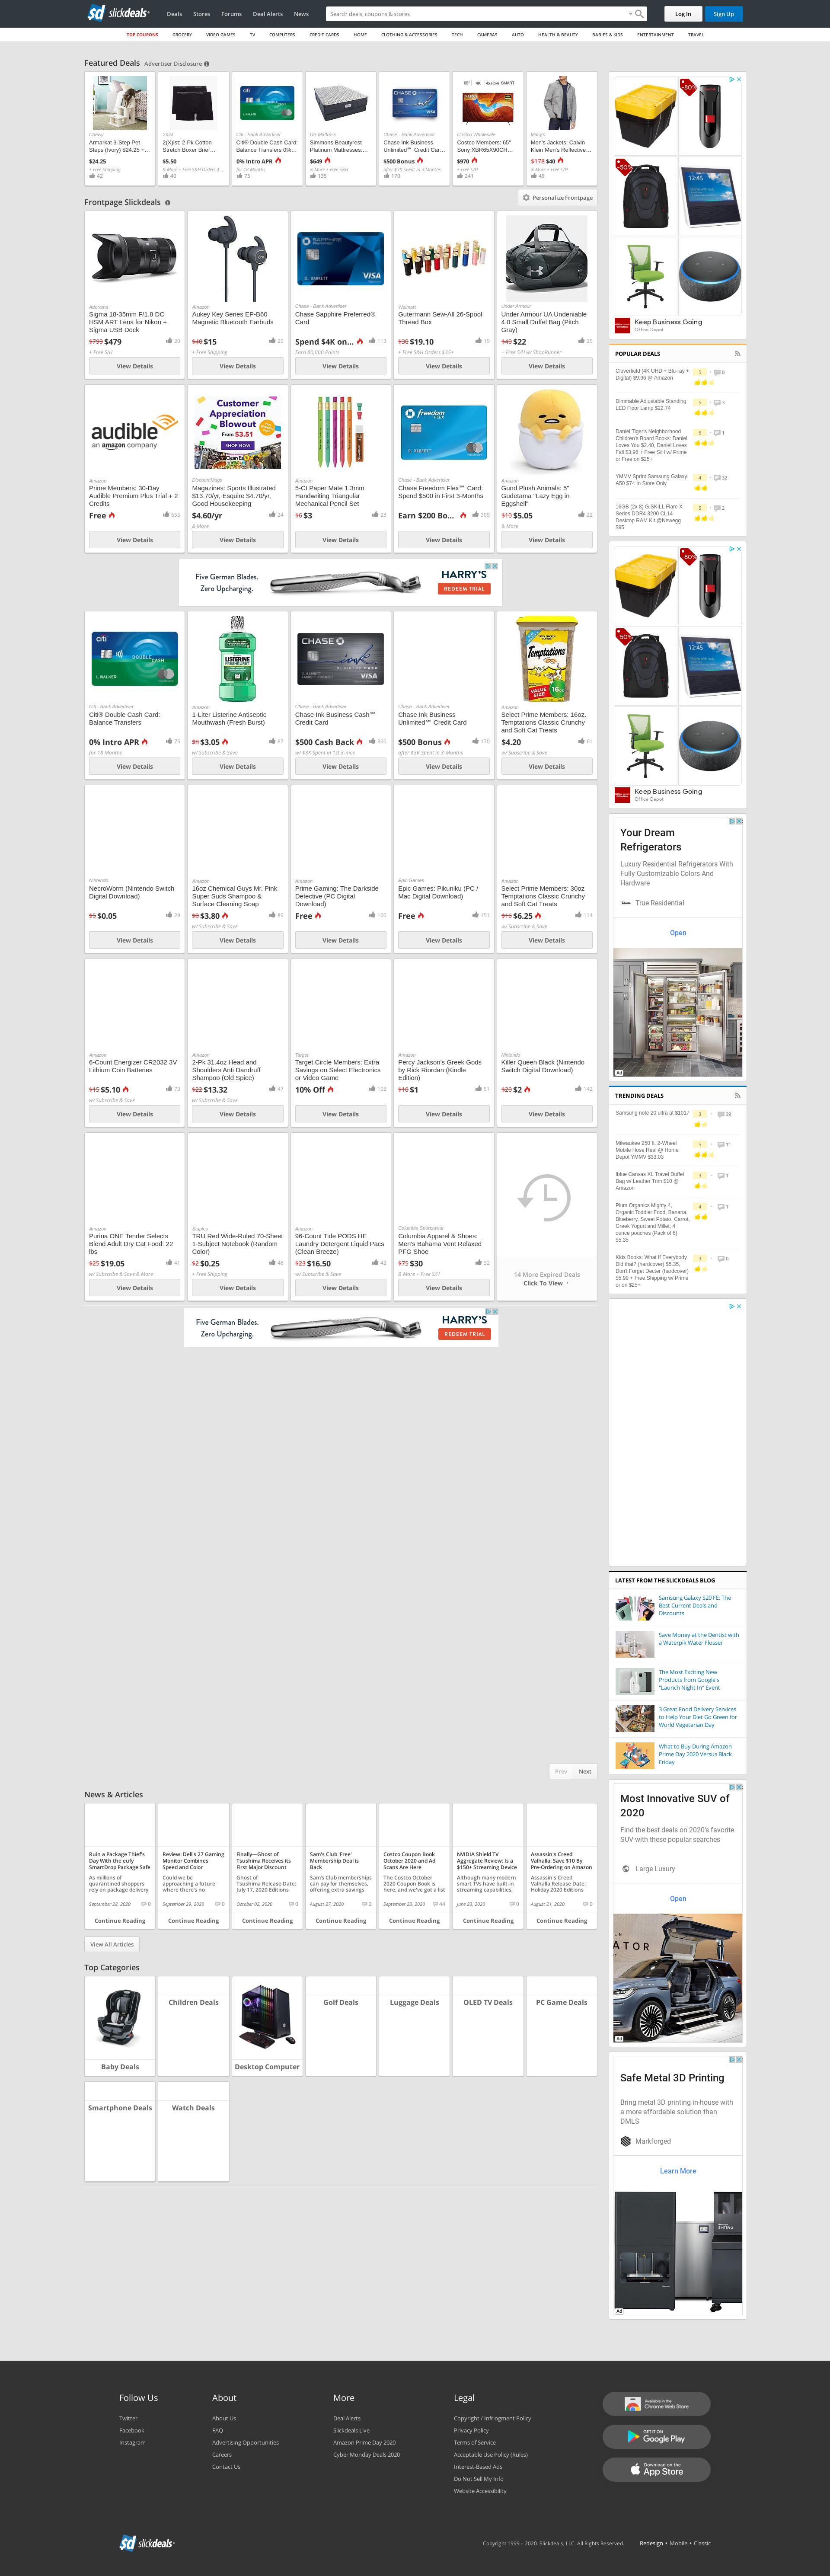 slickdeals
Deals Stores Forums Deal Alerts News
Search deals, coupons & stores
Log In Sign Up
TOP COUPONS GROCERY VIDEO GAMES TV COMPUTERS CREDIT CARDS HOME CLOTHING & ACCESSORIES TECH CAMERAS AUTO HEALTH & BEAUTY BABIES & KIDS ENTERTAINMENT TRAVEL
Featured Deals Advertiser Disclosure
Chewy
Armarkat 3-Step Pet
Steps (Ivory) $24.25 +...
$24.25
+ Free Shipping
42
2Xist
2(X)ist: 2-Pk Cotton
Stretch Boxer Brief...
$5.50
& More + Free S&H Orders $...
40
Citi - Bank Advertiser
Citi® Double Cash Card:
Balance Transfers 0%...
0% Intro APR
for 18 Months
75
US Mattress
Simmons Beautyrest
Platinum Mattresses:...
$649
& More + Free S&H
135
Chase - Bank Advertiser
Chase Ink Business
Unlimited℠ Credit Car...
$500 Bonus
after $3K Spent in 3-Months
170
Costco Wholesale
Costco Members: 65"
Sony XBR65X90CH...
$970
+ Free S/H
241
Macy's
Men's Jackets: Calvin
Klein Men's Reflective...
$178 $40
& More + Free S/H
49
Frontpage Slickdeals
Personalize Frontpage
Adorama
Sigma 18-35mm F/1.8 DC
HSM ART Lens for Nikon +
Sigma USB Dock
$799 $479
20
+ Free S/H
View Details
Amazon
Aukey Key Series EP-B60
Magnetic Bluetooth Earbuds
$40 $15
29
+ Free Shipping
View Details
Chase - Bank Advertiser
Chase Sapphire Preferred®
Card
Spend $4K on...
113
Earn 80,000 Points
View Details
Walmart
Gutermann Sew-All 26-Spool
Thread Box
$30 $19.10
19
+ Free S&H Orders $35+
View Details
Under Armour
Under Armour UA Undeniable
4.0 Small Duffel Bag (Pitch
Gray)
$40 $22
25
+ Free S/H w/ ShopRunner
View Details
audible
an amazon company
Amazon
Prime Members: 30-Day
Audible Premium Plus Trial + 2
Credits
Free
655
View Details
Customer
Appreciation
Blowout
From $3.51
SHOP NOW
DiscountMags
Magazines: Sports Illustrated
$13.70/yr, Esquire $4.70/yr,
Good Housekeeping
$4.60/yr
24
& More
View Details
Amazon
5-Ct Paper Mate 1.3mm
Handwriting Triangular
Mechanical Pencil Set
$6 $3
23
View Details
Chase - Bank Advertiser
Chase Freedom Flex℠ Card:
Spend $500 in First 3-Months
Earn $200 Bo...
309
View Details
Amazon
Gund Plush Animals: 5"
Gudetama "Lazy Egg in
Eggshell"
$10 $5.05
22
& More
View Details
Five German Blades.
Zero Upcharging.
HARRY'S
REDEEM TRIAL
Citi - Bank Advertiser
Citi® Double Cash Card:
Balance Transfers
0% Intro APR
75
for 18 Months
View Details
Amazon
1-Liter Listerine Antiseptic
Mouthwash (Fresh Burst)
$8 $3.05
87
w/ Subscribe & Save
View Details
Chase - Bank Advertiser
Chase Ink Business Cash℠
Credit Card
$500 Cash Back
300
w/ $3K Spent in 1st 3-mos
View Details
Chase - Bank Advertiser
Chase Ink Business
Unlimited℠ Credit Card
$500 Bonus
170
after $3K Spent in 3-Months
View Details
Amazon
Select Prime Members: 16oz.
Temptations Classic Crunchy
and Soft Cat Treats
$4.20
61
w/ Subscribe & Save
View Details
Nintendo
NecroWorm (Nintendo Switch
Digital Download)
$5 $0.05
29
View Details
Amazon
16oz Chemical Guys Mr. Pink
Super Suds Shampoo &
Surface Cleaning Soap
$8 $3.80
89
w/ Subscribe & Save
View Details
Amazon
Prime Gaming: The Darkside
Detective (PC Digital
Download)
Free
100
View Details
Epic Games
Epic Games: Pikuniku (PC /
Mac Digital Download)
Free
151
View Details
Amazon
Select Prime Members: 30oz
Temptations Classic Crunchy
and Soft Cat Treats
$16 $6.25
114
w/ Subscribe & Save
View Details
Amazon
6-Count Energizer CR2032 3V
Lithium Coin Batteries
$15 $5.10
73
w/ Subscribe & Save
View Details
Amazon
2-Pk 31.4oz Head and
Shoulders Anti Dandruff
Shampoo (Old Spice)
$22 $13.32
47
w/ Subscribe & Save
View Details
Target
Target Circle Members: Extra
Savings on Select Electronics
or Video Game
10% Off
102
View Details
Amazon
Percy Jackson's Greek Gods
by Rick Riordan (Kindle
Edition)
$10 $1
51
View Details
Nintendo
Killer Queen Black (Nintendo
Switch Digital Download)
$20 $2
142
View Details
Amazon
Purina ONE Tender Selects
Blend Adult Dry Cat Food: 22
lbs
$25 $19.05
41
w/ Subscribe & Save & More
View Details
Staples
TRU Red Wide-Ruled 70-Sheet
1-Subject Notebook (Random
Color)
$2 $0.25
48
+ Free Shipping
View Details
Amazon
96-Count Tide PODS HE
Laundry Detergent Liquid Pacs
(Clean Breeze)
$23 $16.50
42
w/ Subscribe & Save
View Details
Columbia Sportswear
Columbia Apparel & Shoes:
Men's Bahama Vent Relaxed
PFG Shoe
$75 $30
32
& More + Free S/H
View Details
14 More Expired Deals
Click To View
Five German Blades.
Zero Upcharging.
HARRY'S
REDEEM TRIAL
Prev Next
News & Articles
Ruin a Package Thief's
Day With the eufy
SmartDrop Package Safe
As millions of
quarantined shoppers
rely on package delivery
September 28, 2020 0
Continue Reading
Review: Dell's 27 Gaming
Monitor Combines
Speed and Color
Could we be
approaching a future
where there's no
September 29, 2020 0
Continue Reading
Finally—Ghost of
Tsushima Receives its
First Major Discount
Ghost of
Tsushima Release Date:
July 17, 2020 Editions
October 02, 2020 0
Continue Reading
Sam's Club 'Free'
Membership Deal is
Back
Sam's Club memberships
can pay for themselves,
offering extra savings
August 27, 2020 2
Continue Reading
Costco Coupon Book
October 2020 and Ad
Scans Are Here
The Costco October
2020 Coupon Book is
here, and we've got a list
September 23, 2020 44
Continue Reading
NVIDIA Shield TV
Aggregate Review: Is a
$150+ Streaming Device
Although many modern
smart TVs have built-in
streaming capabilities,
June 23, 2020 0
Continue Reading
Assassin's Creed
Valhalla: Save $10 By
Pre-Ordering on Amazon
Assassin's Creed
Valhalla Release Date:
Holiday 2020 Editions
August 21, 2020 0
Continue Reading
View All Articles
Top Categories
Baby Deals
Children Deals
Desktop Computer
Golf Deals
Luggage Deals
OLED TV Deals
PC Game Deals
Smartphone Deals
Watch Deals
-80%
-50%
12:45
Keep Business Going
Office Depot
POPULAR DEALS
Cloverfield (4K UHD + Blu-ray +
Digital) $9.96 @ Amazon
5 6
Dimmable Adjustable Standing
LED Floor Lamp $22.74
5 3
Daniel Tiger's Neighborhood
Children's Board Books: Daniel
Loves You $2.40, Daniel Loves
Fall $3.96 + Free S/H w/ Prime
or Free on $25+
5 1
YMMV Sprint Samsung Galaxy
A50 $74 In Store Only
4 32
16GB (2x 8) G.SKILL Flare X
Series DDR4 3200 CL14
Desktop RAM Kit @Newegg
$95
5 2
-80%
-50%
12:45
Keep Business Going
Office Depot
Your Dream
Refrigerators
Luxury Residential Refrigerators With
Fully Customizable Colors And
Hardware
True Residential
Open
Ad
TRENDING DEALS
Samsung note 20 ultra at $1017
3 39
Milwaukee 250 ft. 2-Wheel
Mobile Hose Reel @ Home
Depot YMMV $33.03
5 11
Iblue Canvas XL Travel Duffel
Bag w/ Leather Trim $10 @
Amazon
3 1
Plum Organics Mighty 4,
Organic Toddler Food, Banana,
Blueberry, Sweet Potato, Carrot,
Greek Yogurt and Millet, 4
ounce pouches (Pack of 6)
$5.35
4 1
Kids Books: What If Everybody
Did that? (hardcover) $5.35,
Don't Forget Dexter (hardcover)
$5.99 + Free Shipping w/ Prime
or on $25+
3 0
LATEST FROM THE SLICKDEALS BLOG
Samsung Galaxy S20 FE: The
Best Current Deals and
Discounts
Save Money at the Dentist with
a Waterpik Water Flosser
The Most Exciting New
Products from Google's
"Launch Night In" Event
3 Great Food Delivery Services
to Help Your Diet Go Green for
World Vegetarian Day
What to Buy During Amazon
Prime Day 2020 Versus Black
Friday
Most Innovative SUV of
2020
Find the best deals on 2020's favorite
SUV with these popular searches
Large Luxury
Open
Ad
Safe Metal 3D Printing
Bring metal 3D printing in-house with
a more affordable solution than
DMLS
Markforged
Learn More
Ad
Follow Us
Twitter
Facebook
Instagram
About
About Us
FAQ
Advertising Opportunities
Careers
Contact Us
More
Deal Alerts
Slickdeals Live
Amazon Prime Day 2020
Cyber Monday Deals 2020
Legal
Copyright / Infringment Policy
Privacy Policy
Terms of Service
Acceptable Use Policy (Rules)
Interest-Based Ads
Do Not Sell My Info
Website Accessibility
Available in the
Chrome Web Store
GET IT ON
Google Play
Download on the
App Store
slickdeals
Copyright 1999 - 2020. Slickdeals, LLC. All Rights Reserved. Redesign • Mobile • Classic